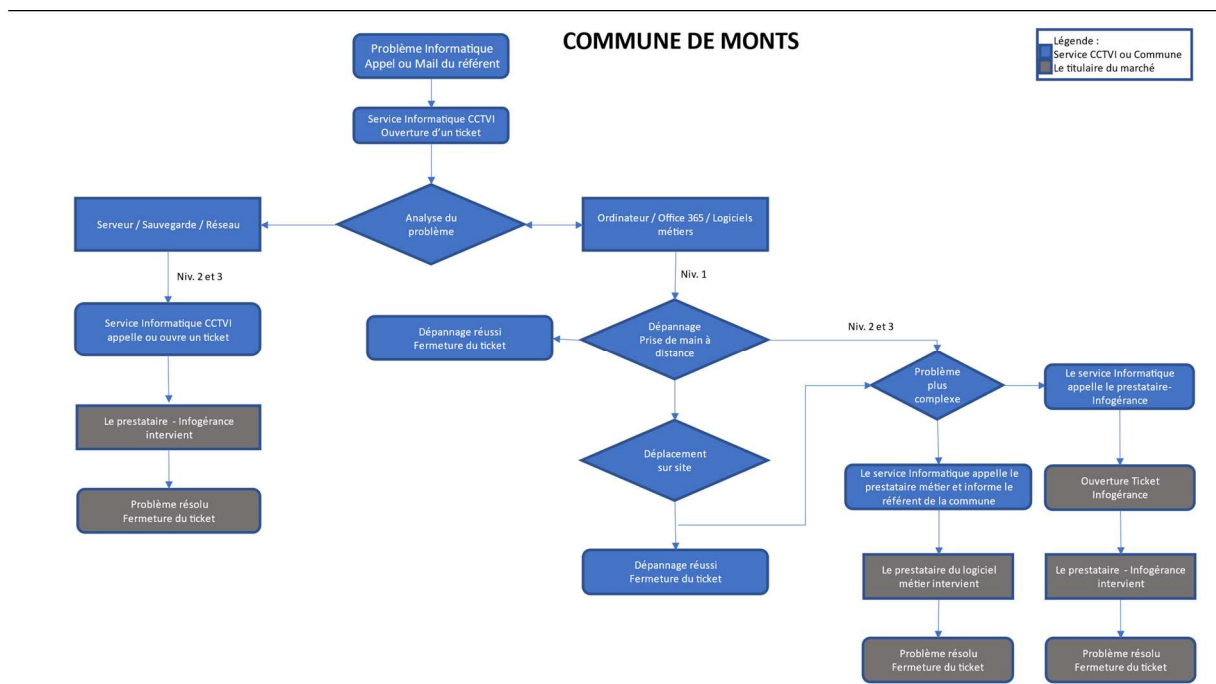 COMMUNE DE MONTS
Légende :
Service CCTVI ou Commune
Le titulaire du marché
Problème Informatique
Appel ou Mail du référent
Service Informatique CCTVI
Ouverture d'un ticket
Analyse du
problème
Serveur / Sauvegarde / Réseau
Ordinateur / Office 365 / Logiciels
métiers
Niv. 2 et 3
Niv. 1
Service Informatique CCTVI
appelle ou ouvre un ticket
Dépannage réussi
Fermeture du ticket
Dépannage
Prise de main à
distance
Niv. 2 et 3
Problème
plus
complexe
Le service Informatique
appelle le prestataire-
Infogérance
Le prestataire - Infogérance
intervient
Déplacement
sur site
Le service Informatique appelle le
prestataire métier et informe le
référent de la commune
Ouverture Ticket
Infogérance
Problème résolu
Fermeture du ticket
Dépannage réussi
Fermeture du ticket
Le prestataire du logiciel
métier intervient
Le prestataire - Infogérance
intervient
Problème résolu
Fermeture du ticket
Problème résolu
Fermeture du ticket